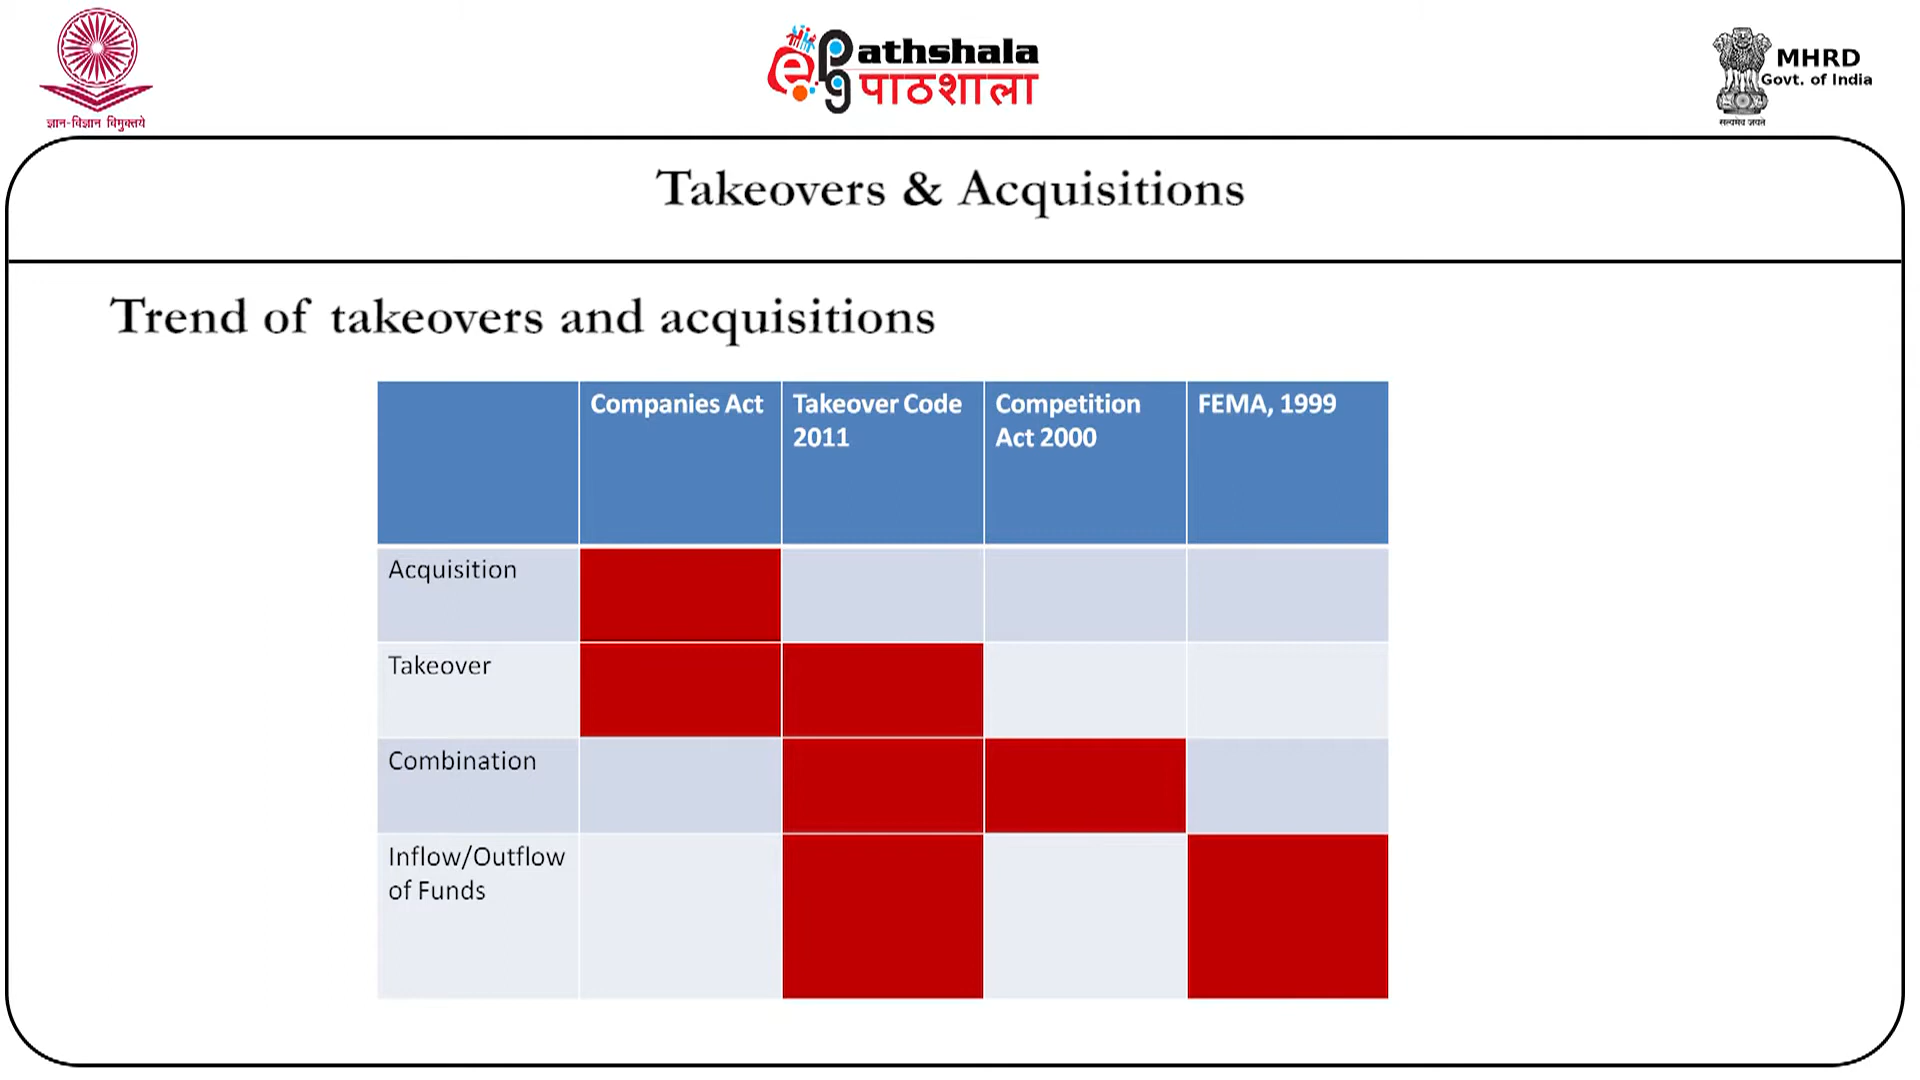 ज्ञान-विज्ञान विमुक्तये
epgathshala
पाठशाला
MHRD
Govt. of India
सत्यमेव जयते
Takeovers & Acquisitions
Trend of takeovers and acquisitions
Companies Act
Takeover Code
2011
Competition
Act 2000
FEMA, 1999
Acquisition
Takeover
Combination
Inflow/Outflow
of Funds